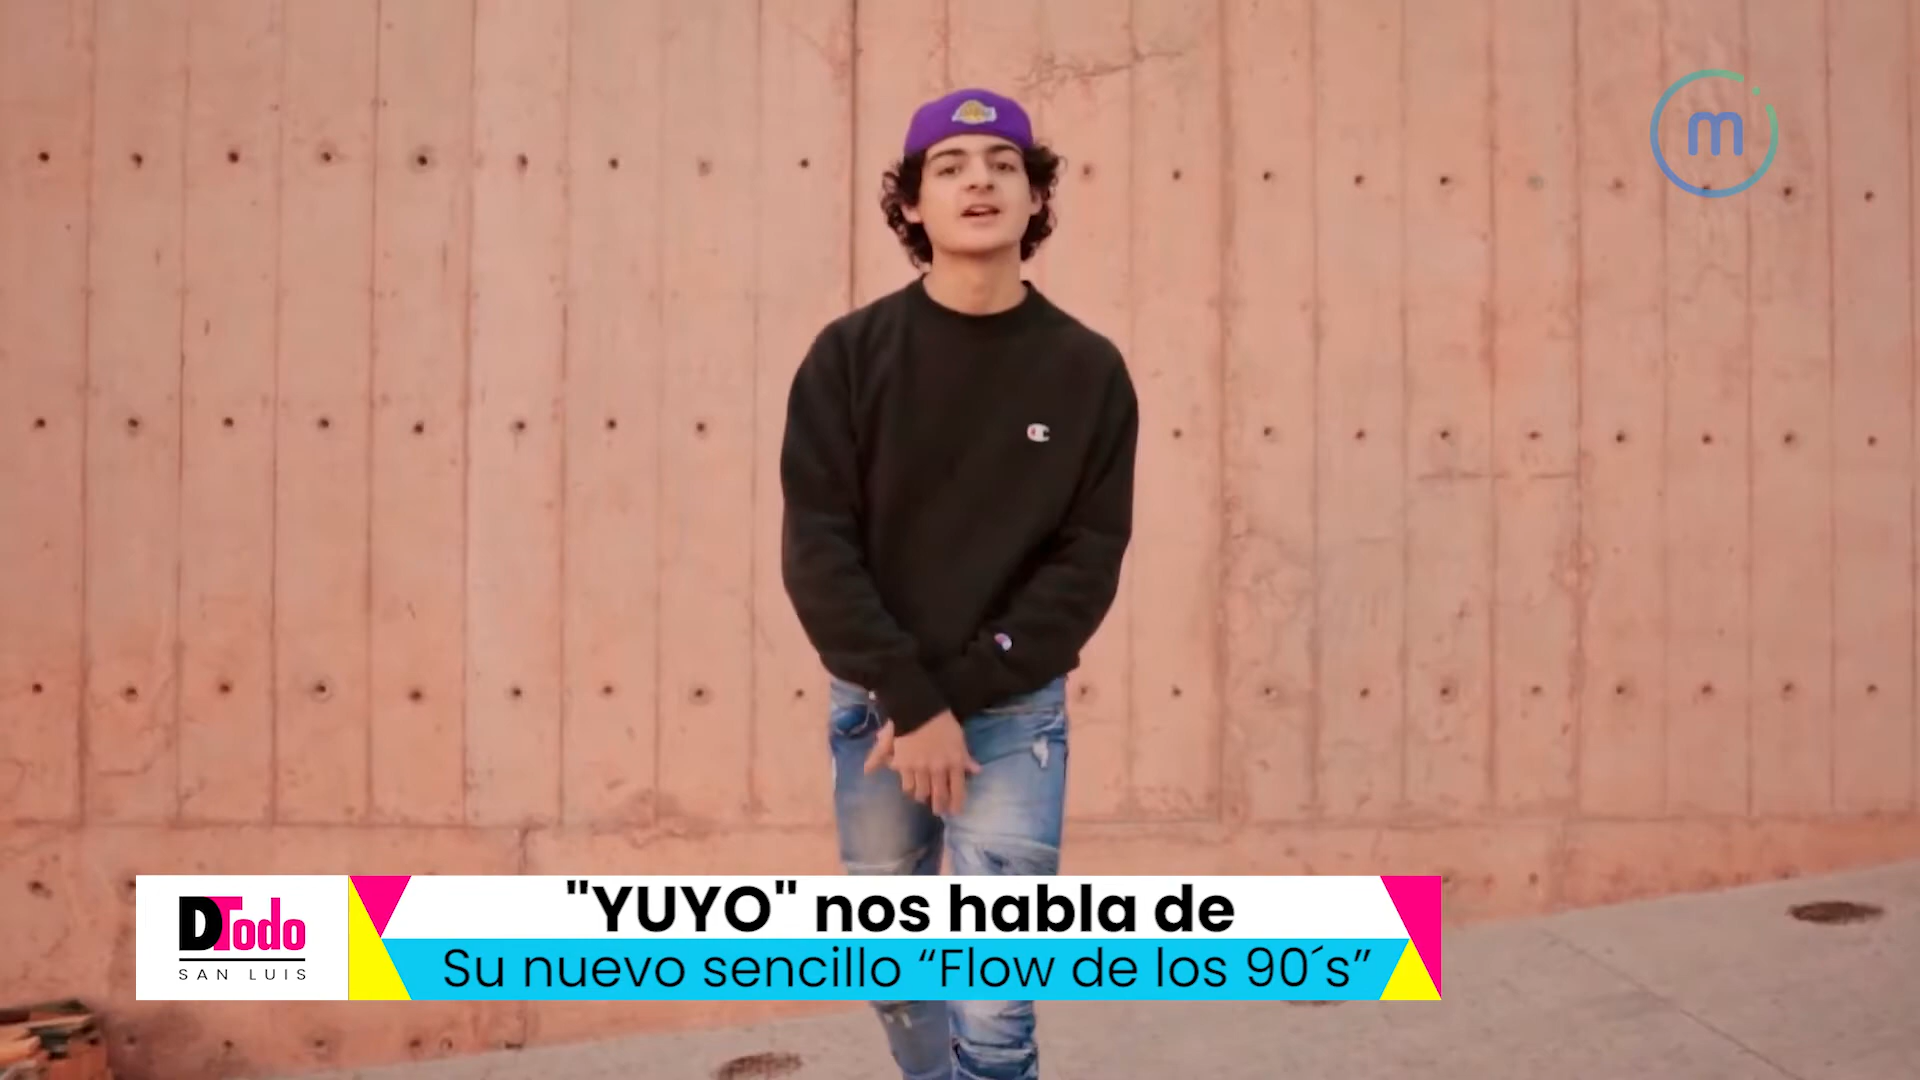 m
DTodo
SAN LUIS
"YUYO" nos habla de
Su nuevo sencillo “Flow de los 90´s”